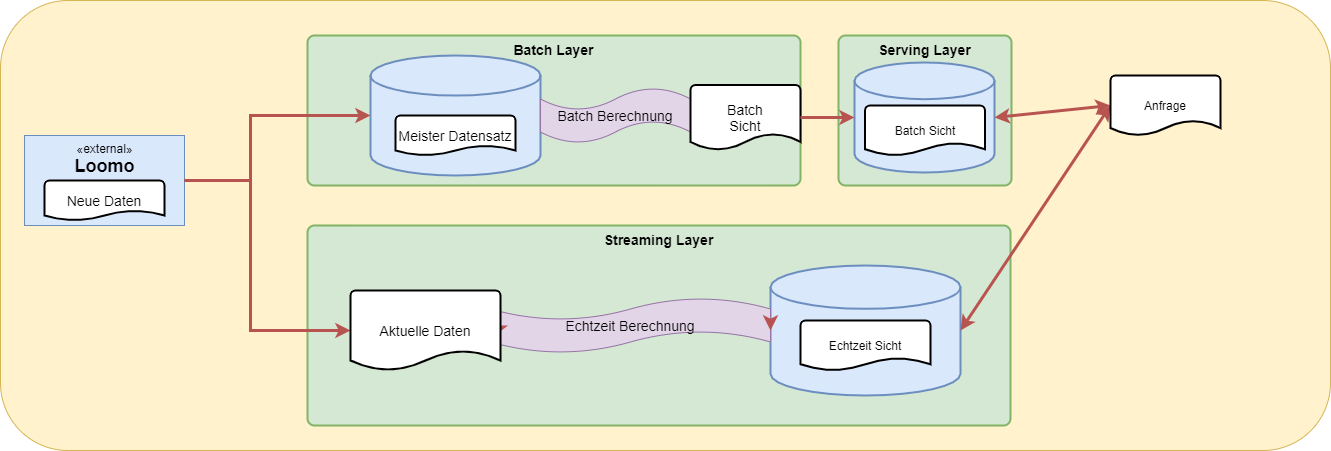 Batch Layer
Serving Layer
Meister Datensatz
Batch Berechnung
Batch
Sicht
Batch Sicht
Anfrage
«external»
Loomo
Neue Daten
Streaming Layer
Aktuelle Daten
Echtzeit Berechnung
Echtzeit Sicht